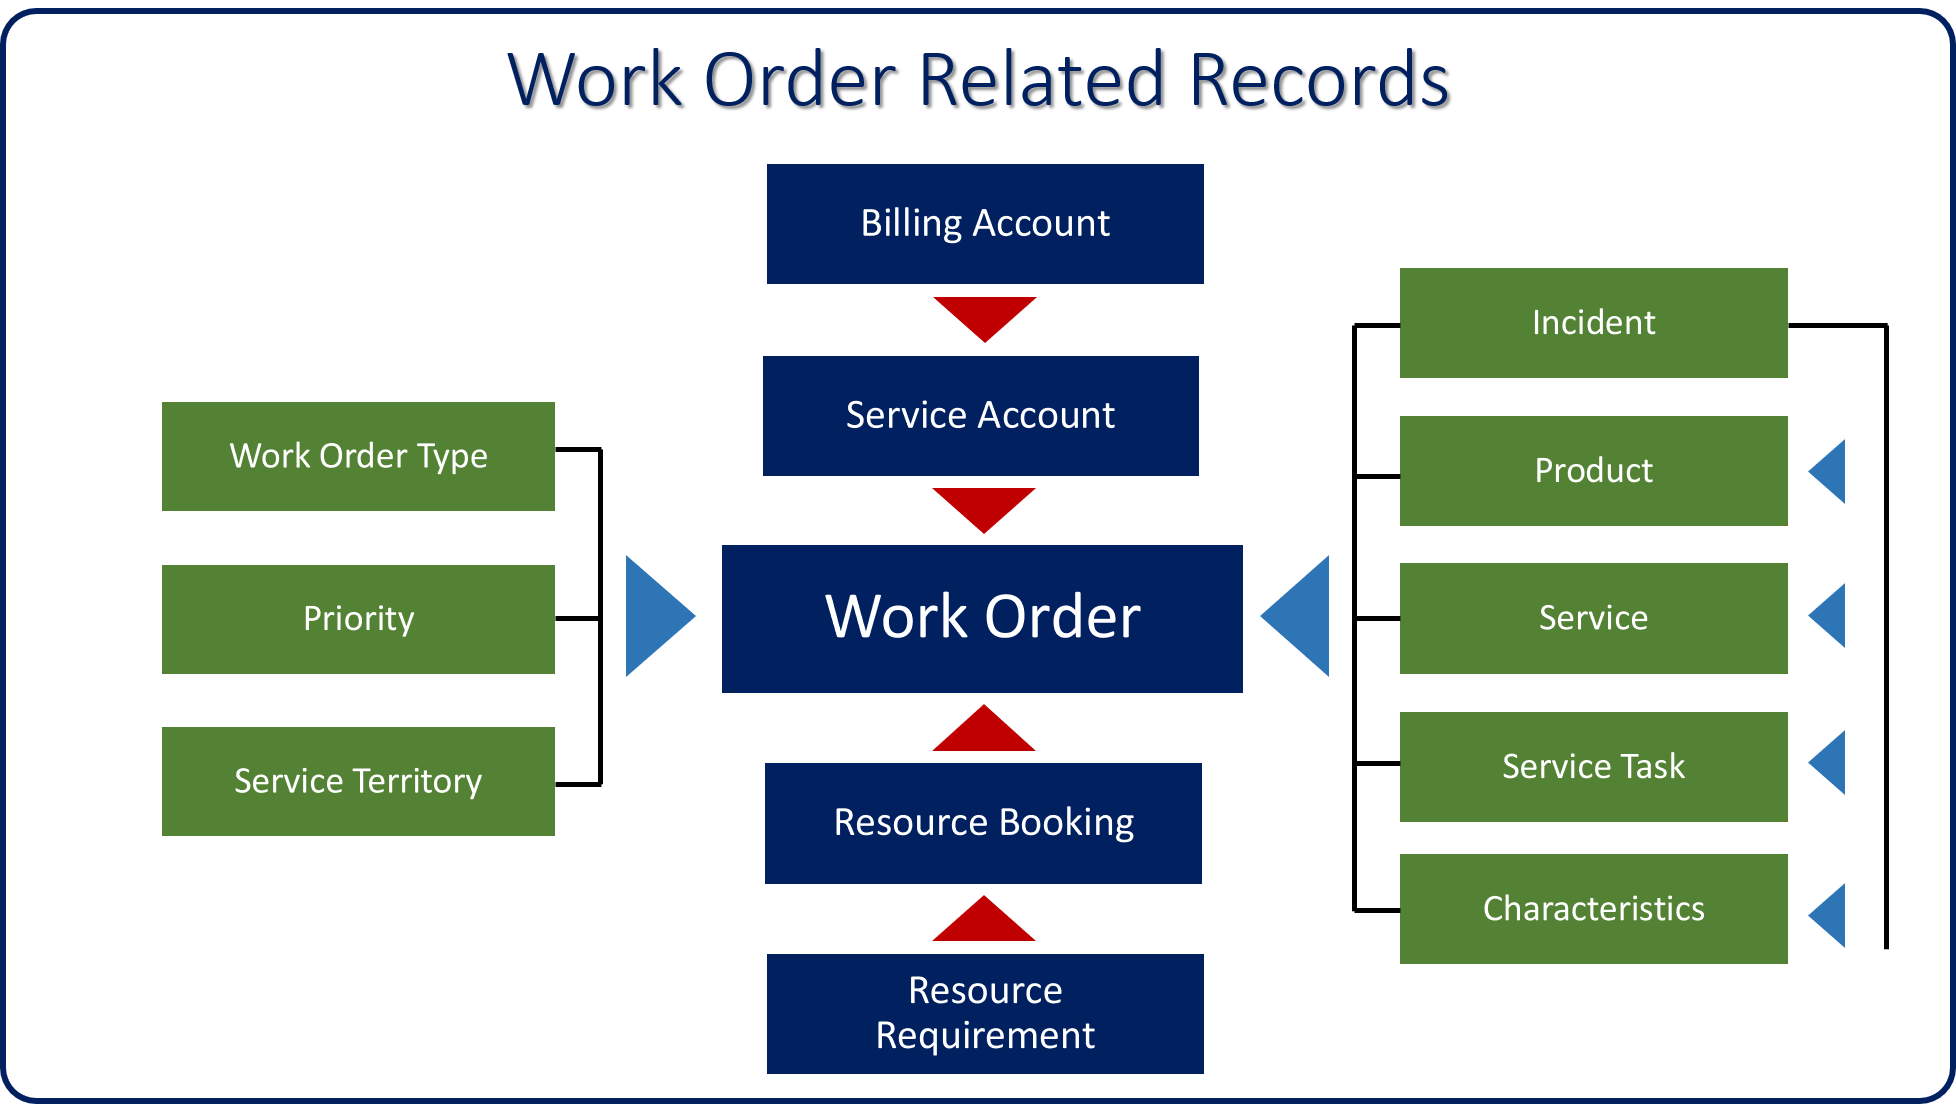 Work Order Related Records
Billing Account
Service Account
Work Order
Resource Booking
Resource
Requirement
Work Order Type
Priority
Service Territory
Incident
Product
Service
Service Task
Characteristics